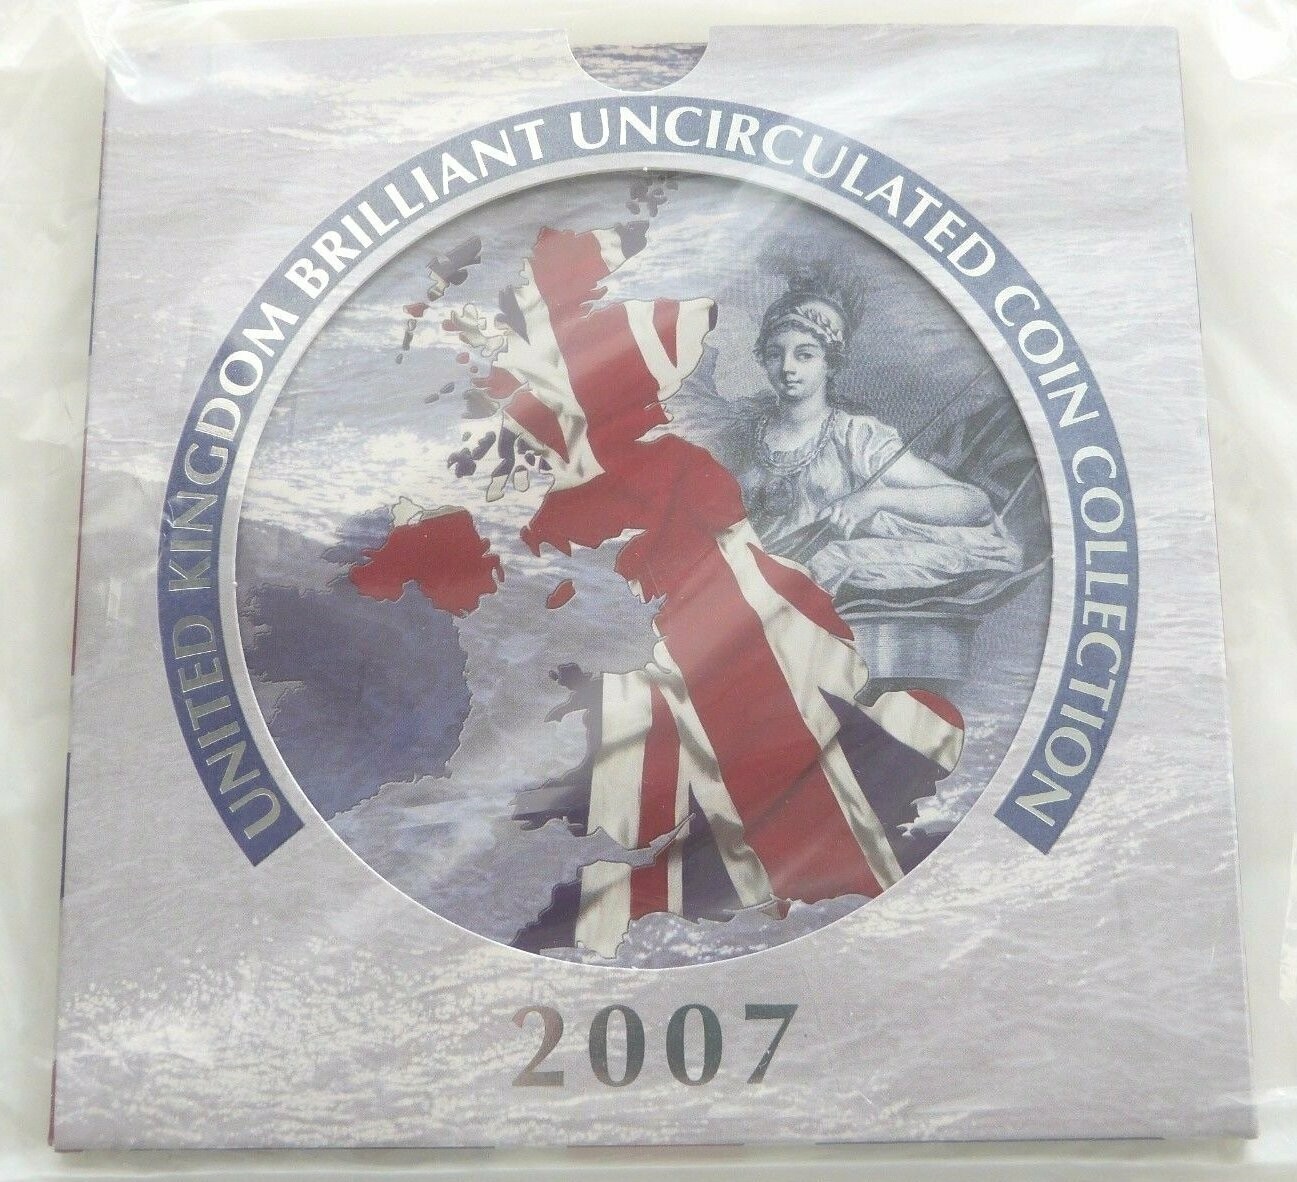 UNITED KINGDOM BRILLIANT UNCIRCULATED COIN COLLECTION
2007